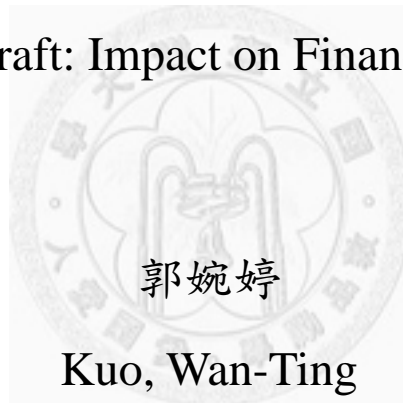 raft: Impact on Finan
郭婉婷
Kuo, Wan-Ting